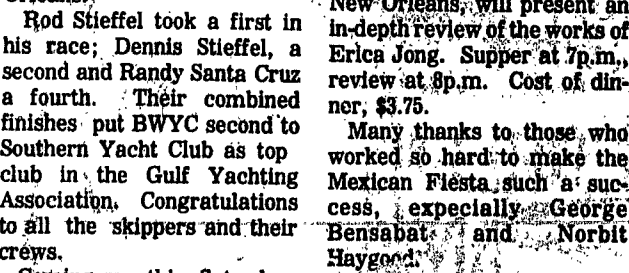 Rod Stieffel took a first in
his race; Dennis Stieffel, a
second and Randy Santa Cruz
a fourth. Their combined
finishes put BWYC second to
Southern Yacht Club as top
club in the Gulf Yachting
Association. Congratulations
to all the skippers and their
crews.
New Orleans, will present an
in-depth review of the works of
Erica Jong. Supper at 7p.m.,
review at 8p.m. Cost of din-
ner, $3.75.
Many thanks to those who
worked so hard to make the
Mexican Fiesta such a suc-
cess, expecially George
Bensabat and Norbit
Haygood.